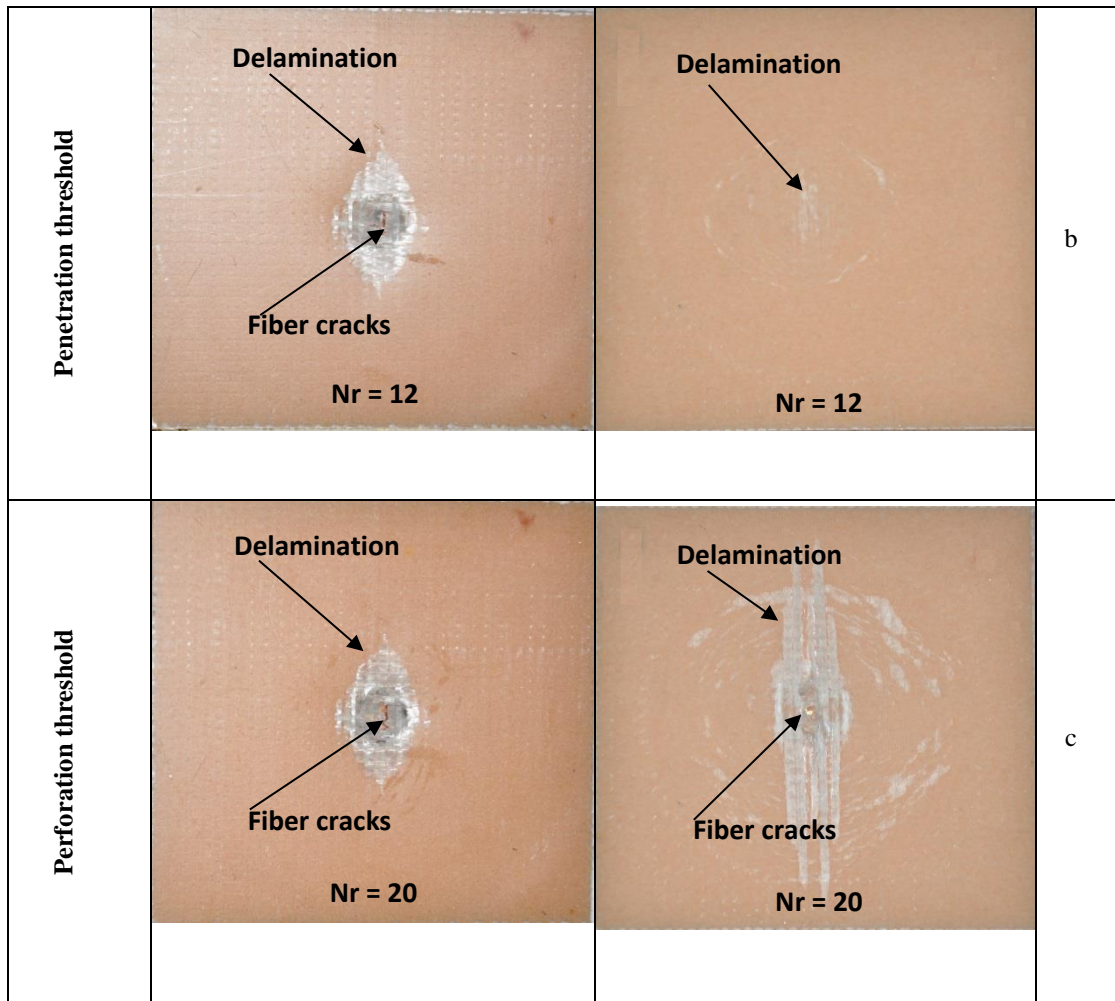 Penetration threshold
Delamination
Fiber cracks
Nr = 12
Delamination
Nr = 12
b
Perforation threshold
Delamination
Fiber cracks
Nr = 20
Delamination
Fiber cracks
Nr = 20
c